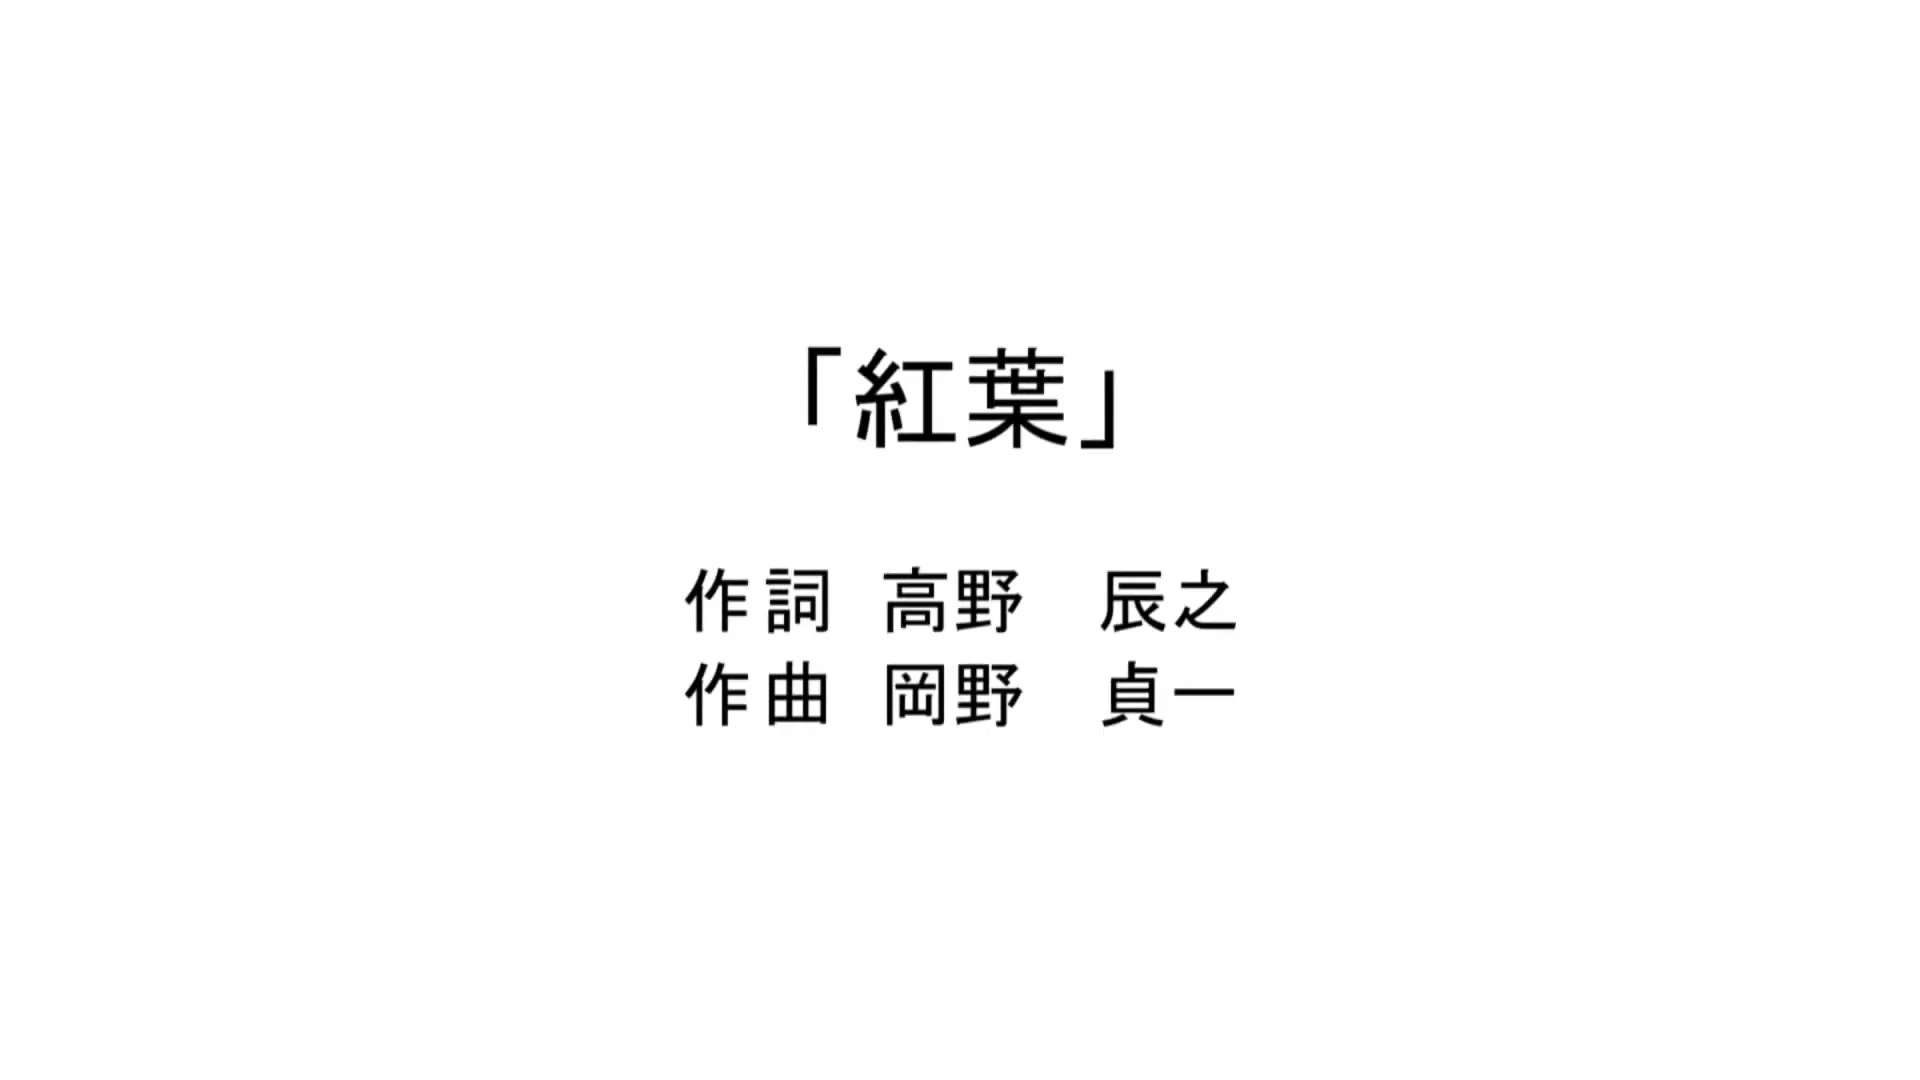 「紅葉」
作詞 高野 辰之
作曲 岡野 貞一